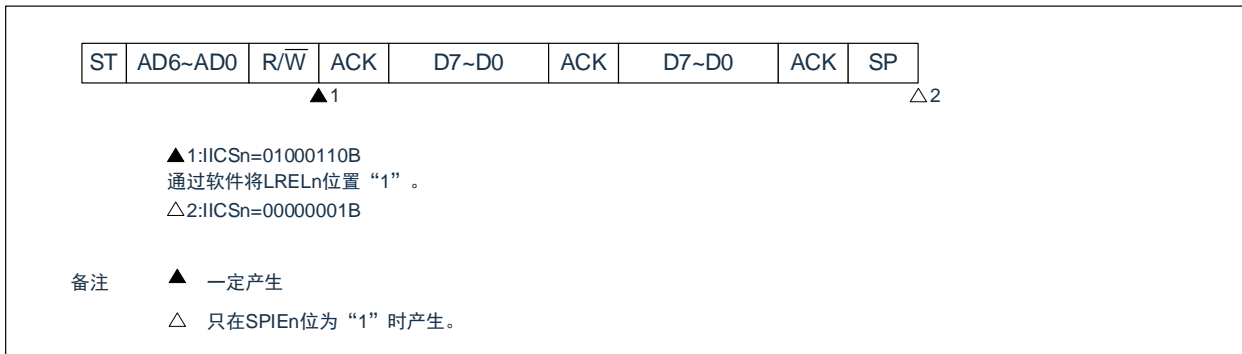 ST AD6~AD0 R/W̅ ACK D7~D0 ACK D7~D0 ACK SP
▲1 △2
▲1:IICSn=01000110B
通过软件将LRELn位置“1”。
△2:IICSn=00000001B
备注 ▲ 一定产生
△ 只在SPIEn位为“1”时产生。